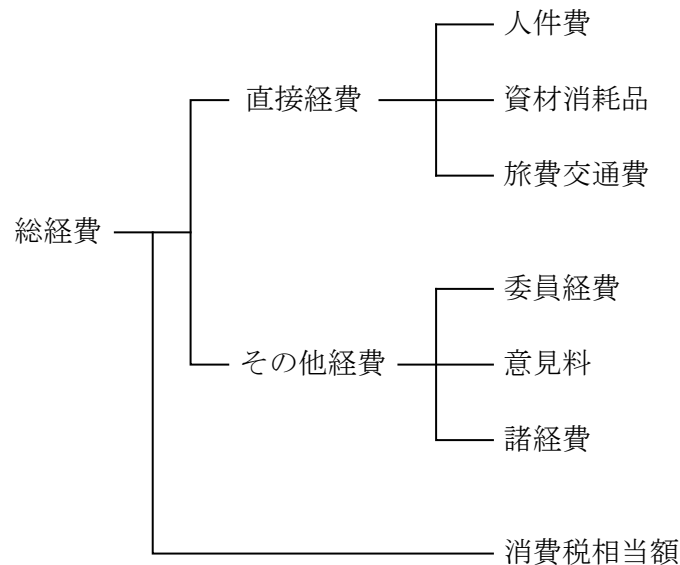 人件費
直接経費
資材消耗品
旅費交通費
総経費
委員経費
その他経費
意見料
諸経費
消費税相当額